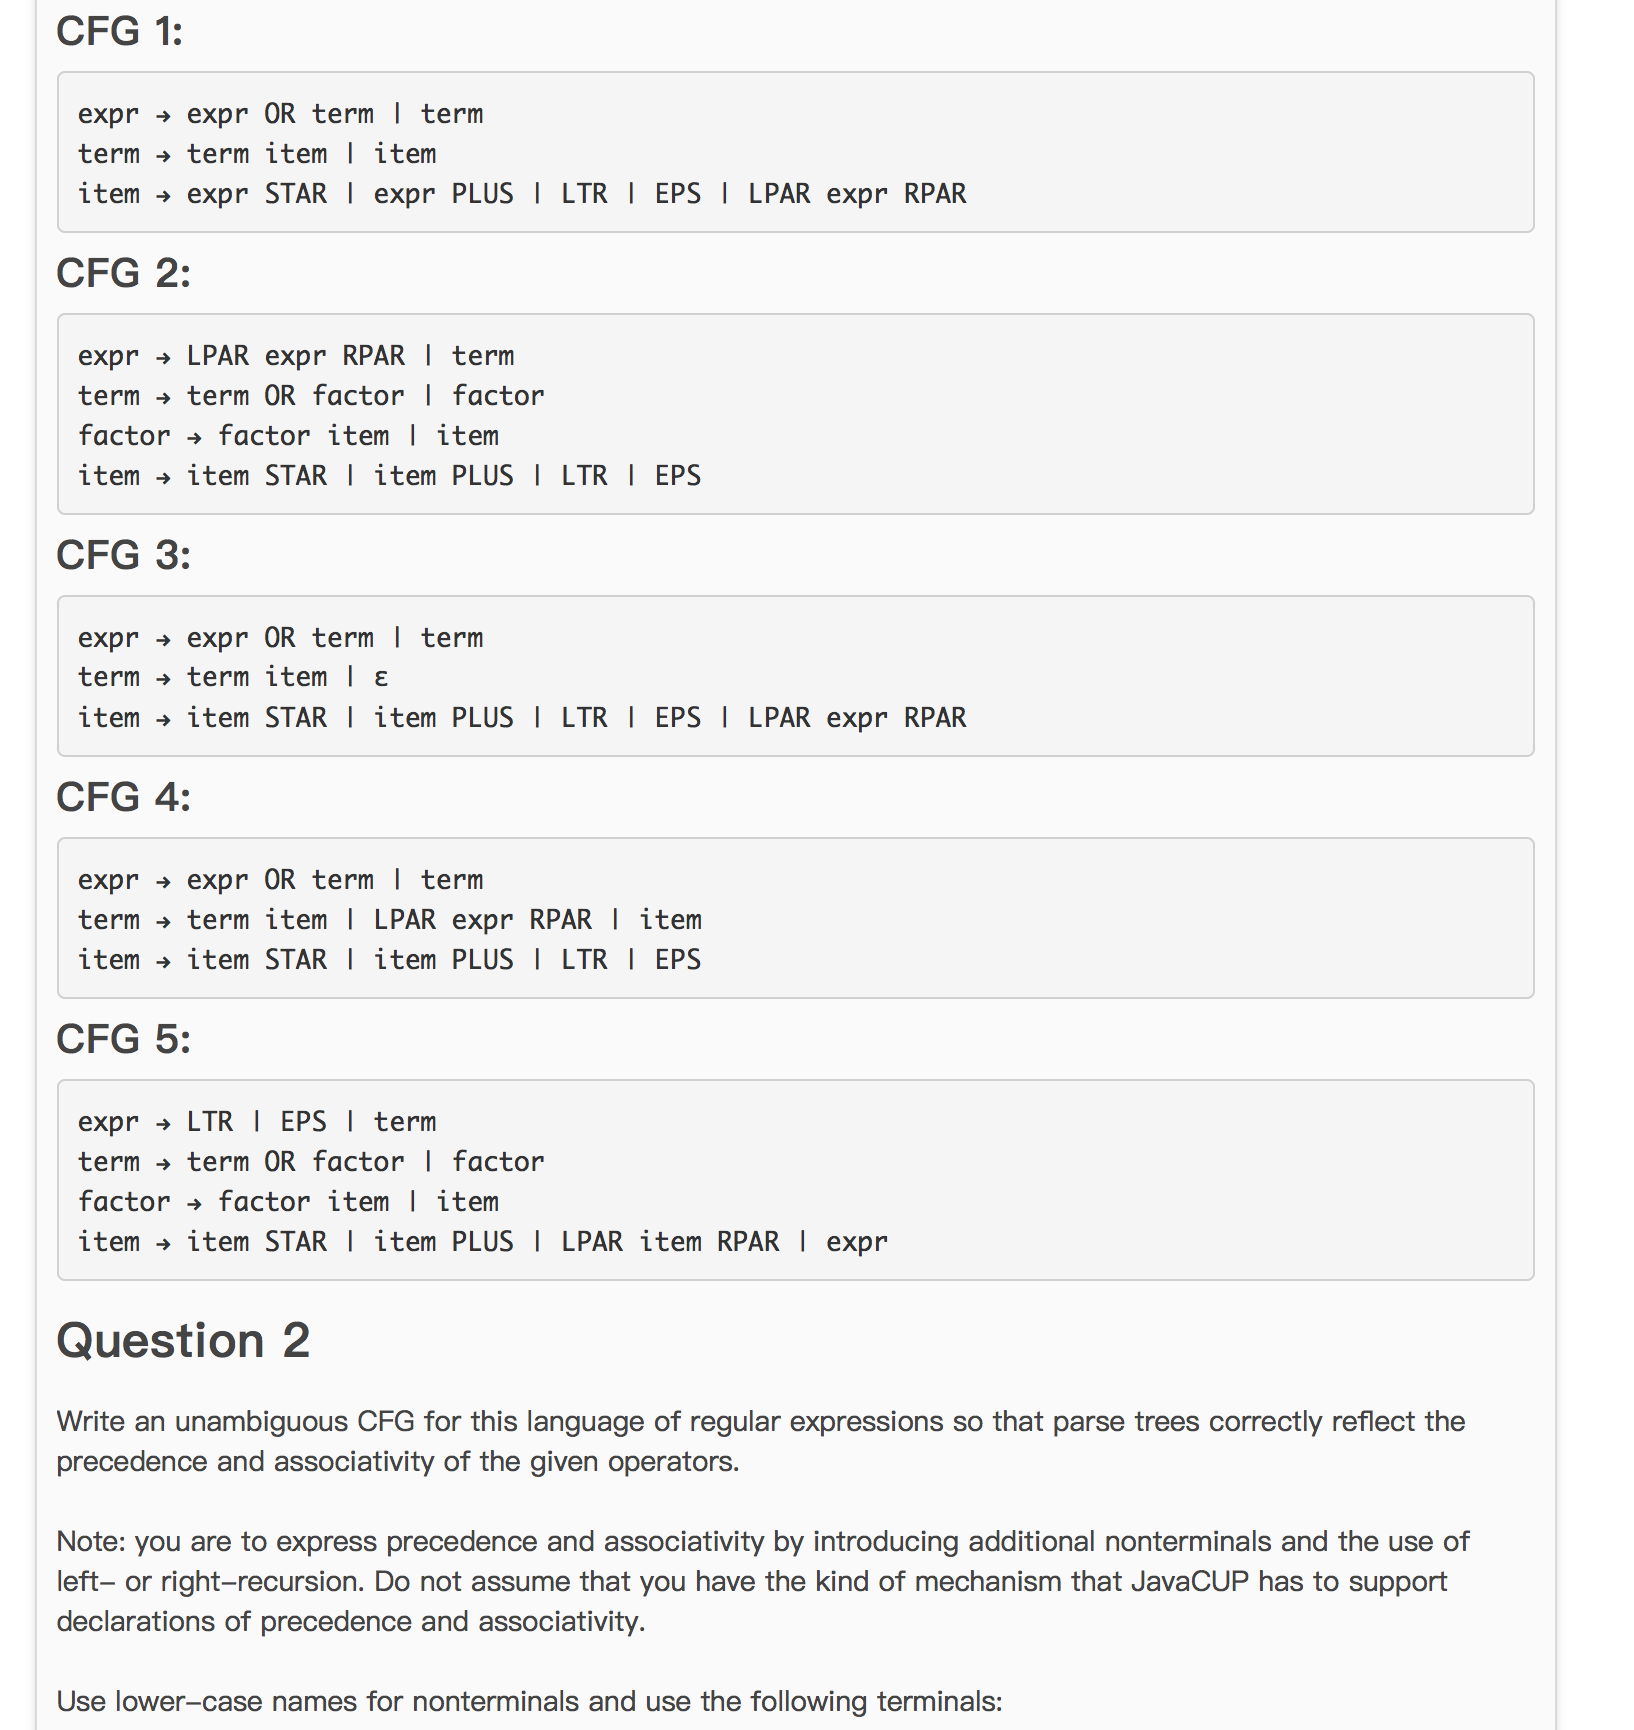 CFG 1:
expr → expr OR term | term
term → term item | item
item → expr STAR | expr PLUS | LTR | EPS | LPAR expr RPAR
CFG 2:
expr → LPAR expr RPAR | term
term → term OR factor | factor
factor → factor item | item
item → item STAR | item PLUS | LTR | EPS
CFG 3:
expr → expr OR term | term
term → term item | ε
item → item STAR | item PLUS | LTR | EPS | LPAR expr RPAR
CFG 4:
expr → expr OR term | term
term → term item | LPAR expr RPAR | item
item → item STAR | item PLUS | LTR | EPS
CFG 5:
expr → LTR | EPS | term
term → term OR factor | factor
factor → factor item | item
item → item STAR | item PLUS | LPAR item RPAR | expr
Question 2
Write an unambiguous CFG for this language of regular expressions so that parse trees correctly reflect the
precedence and associativity of the given operators.
Note: you are to express precedence and associativity by introducing additional nonterminals and the use of
left- or right-recursion. Do not assume that you have the kind of mechanism that JavaCUP has to support
declarations of precedence and associativity.
Use lower-case names for nonterminals and use the following terminals: